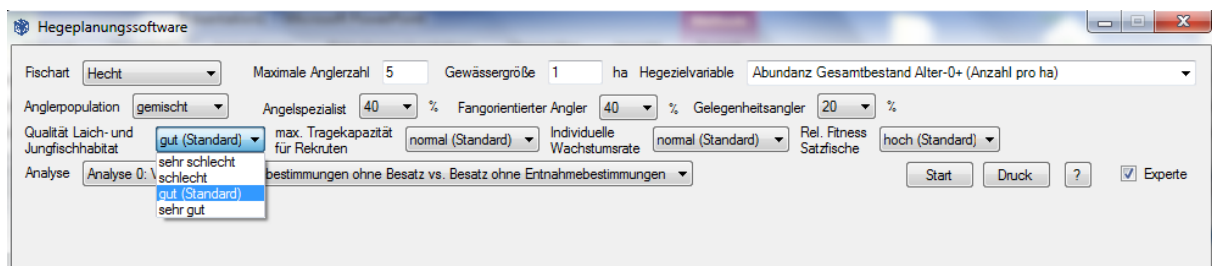 Hegeplanungssoftware
Fischart Hecht Maximale Anglerzahl 5 Gewässergröße 1 ha Hegezielvariable Abundanz Gesamtbestand Alter-0+ (Anzahl pro ha)
Anglerpopulation gemischt Angelspezialist 40 % Fangorientierter Angler 40 % Gelegenheitsangler 20 %
Qualität Laich- und Jungfischhabitat gut (Standard) max. Tragekapazität für Rekruten normal (Standard) Individuelle Wachstumsrate normal (Standard) Rel. Fitness Satzfische hoch (Standard)
sehr schlecht
schlecht
gut (Standard)
sehr gut
Analyse Analyse 0: bestimmungen ohne Besatz vs. Besatz ohne Entnahmebestimmungen Start Druck ? Experte